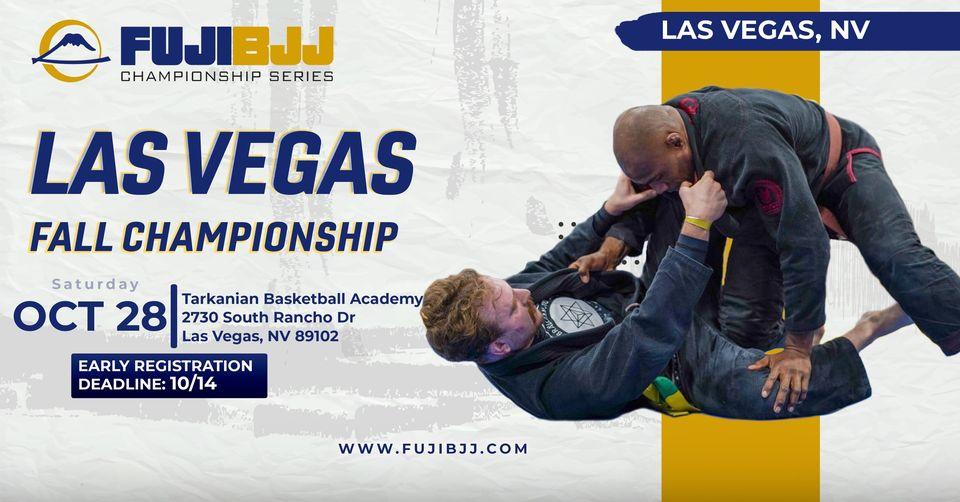 FUJIBJJ
CHAMPIONSHIP SERIES
LAS VEGAS, NV
LAS VEGAS
FALL CHAMPIONSHIP
Saturday
OCT 28
Tarkanian Basketball Academy
2730 South Rancho Dr
Las Vegas, NV 89102
EARLY REGISTRATION
DEADLINE: 10/14
WWW.FUJIBJJ.COM